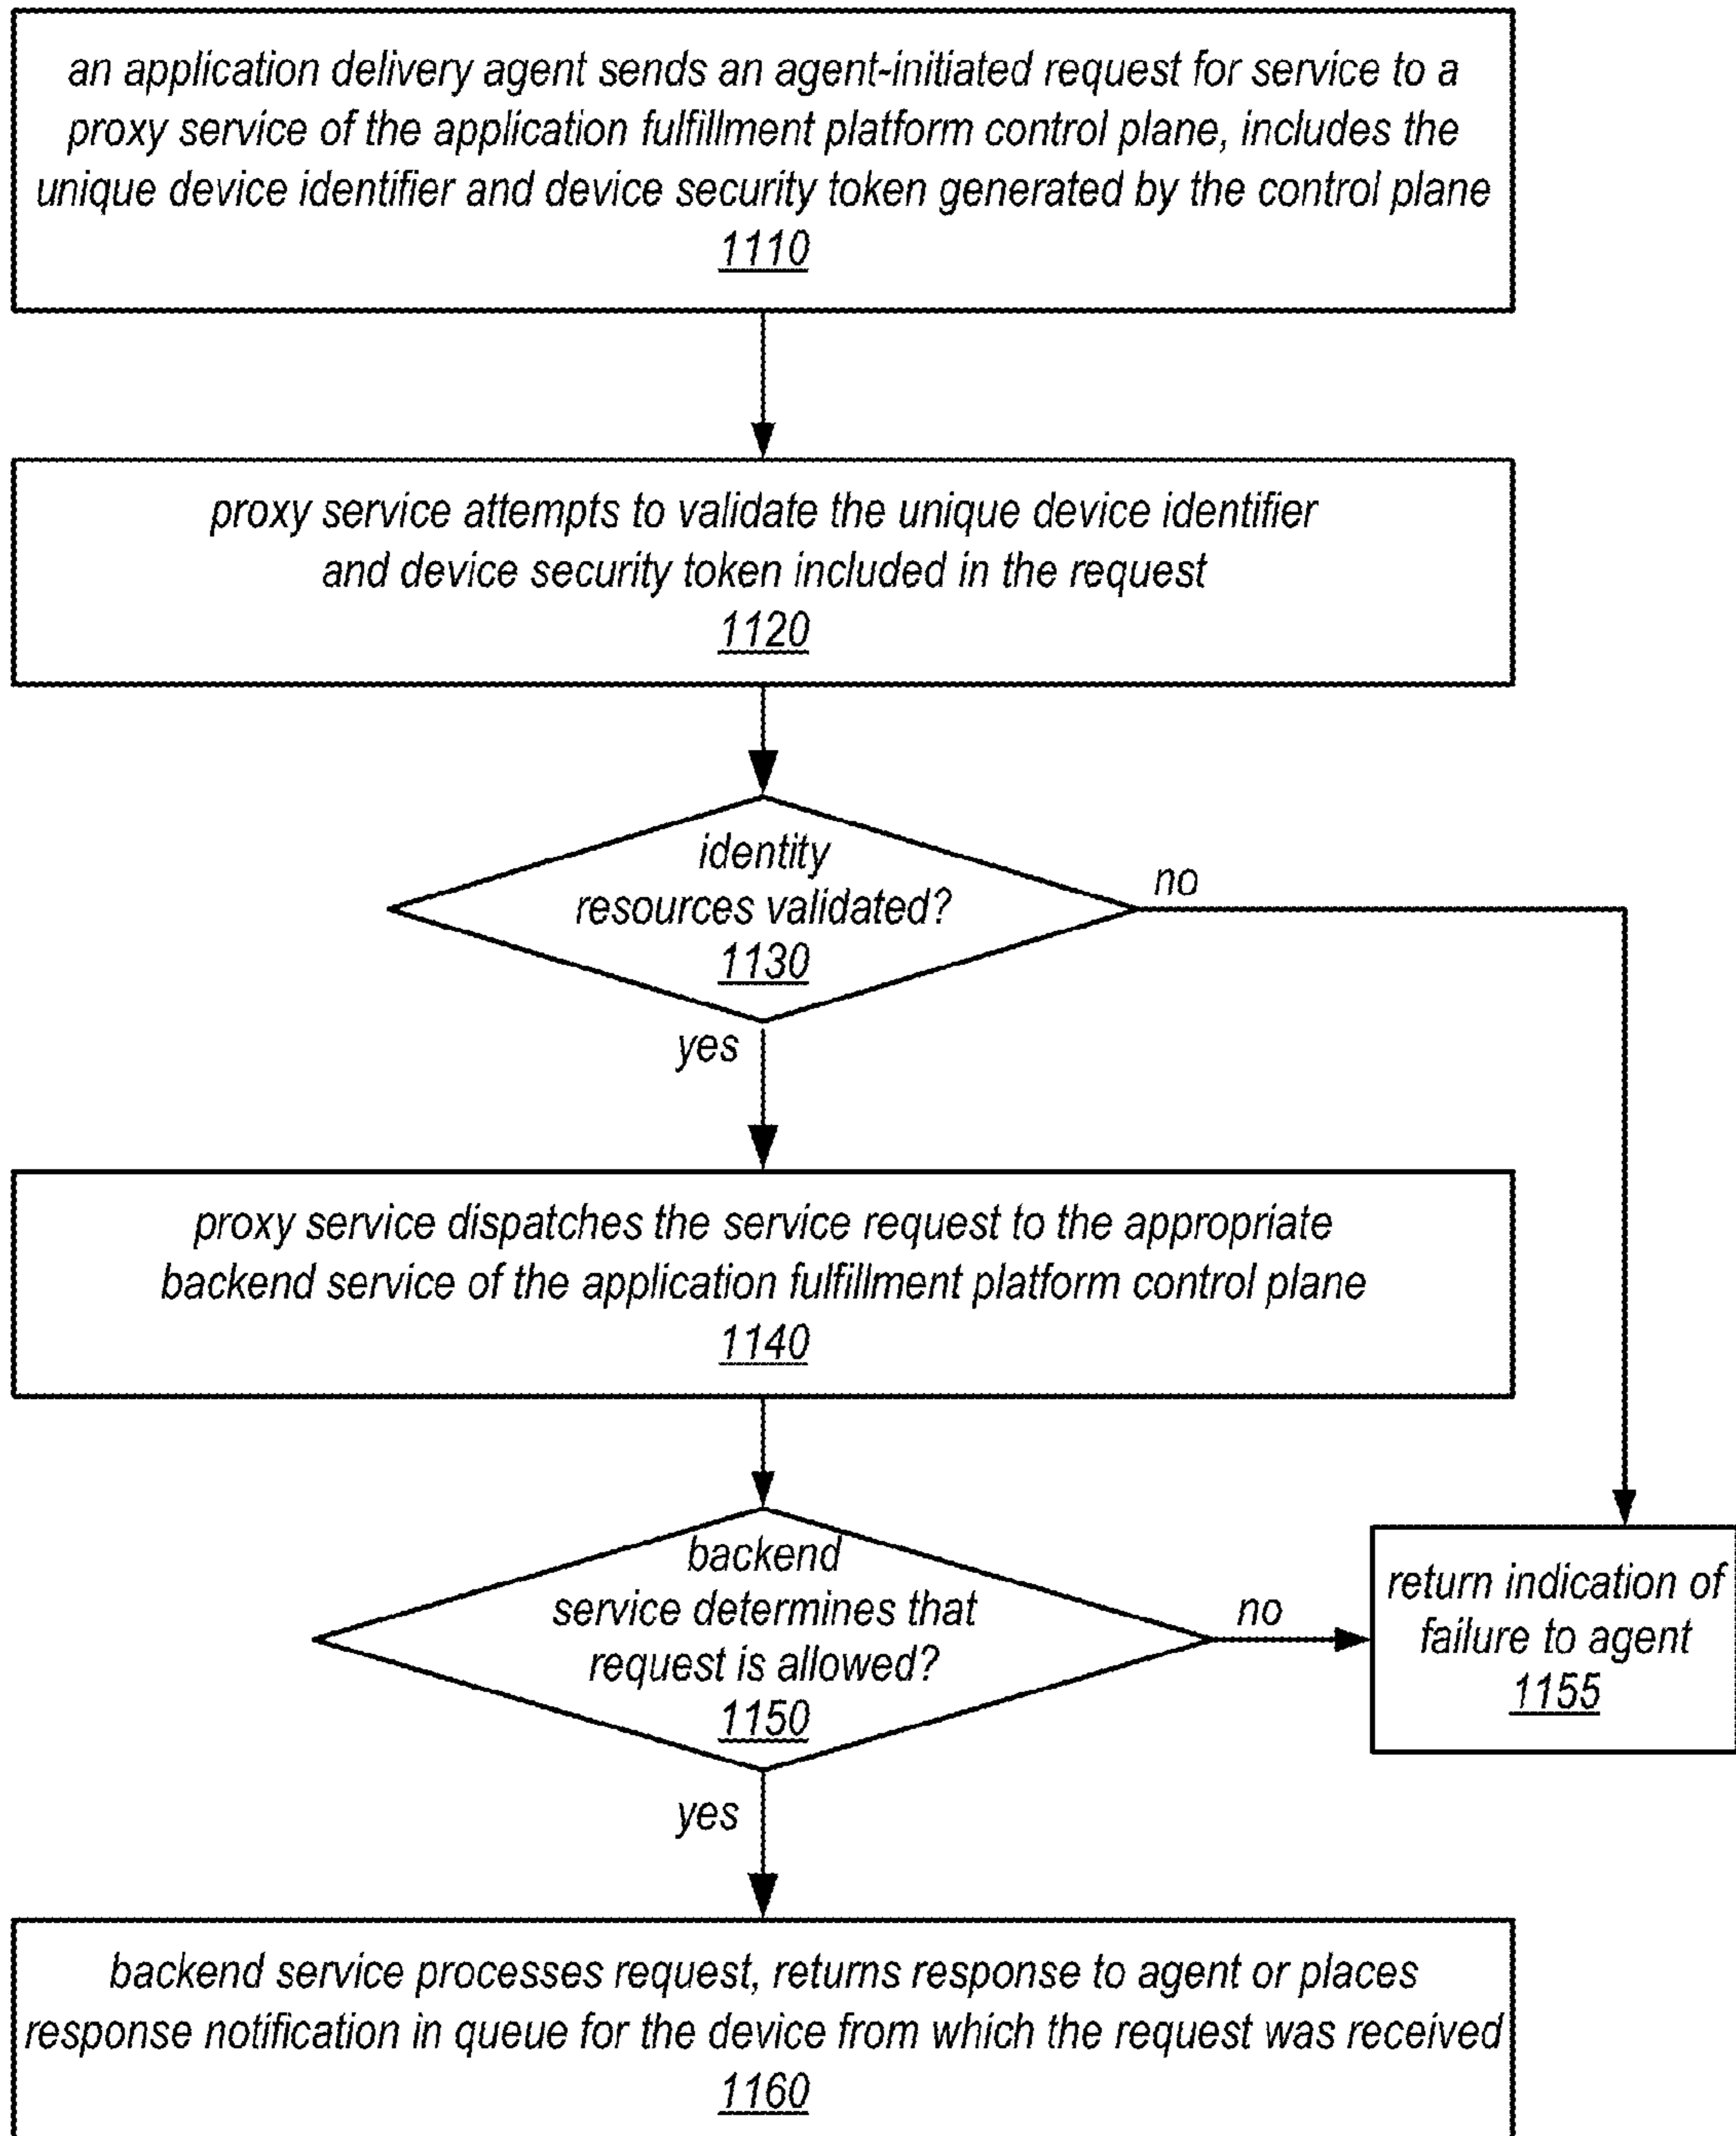 an application delivery agent sends an agent-initiated request for service to a
proxy service of the application fulfillment platform control plane, includes the
unique device identifier and device security token generated by the control plane
1110
proxy service attempts to validate the unique device identifier
and device security token included in the request
1120
identity
resources validated?
1130
no
yes
proxy service dispatches the service request to the appropriate
backend service of the application fulfillment platform control plane
1140
backend
service determines that
request is allowed?
1150
no
return indication of
failure to agent
1155
yes
backend service processes request, returns response to agent or places
response notification in queue for the device from which the request was received
1160